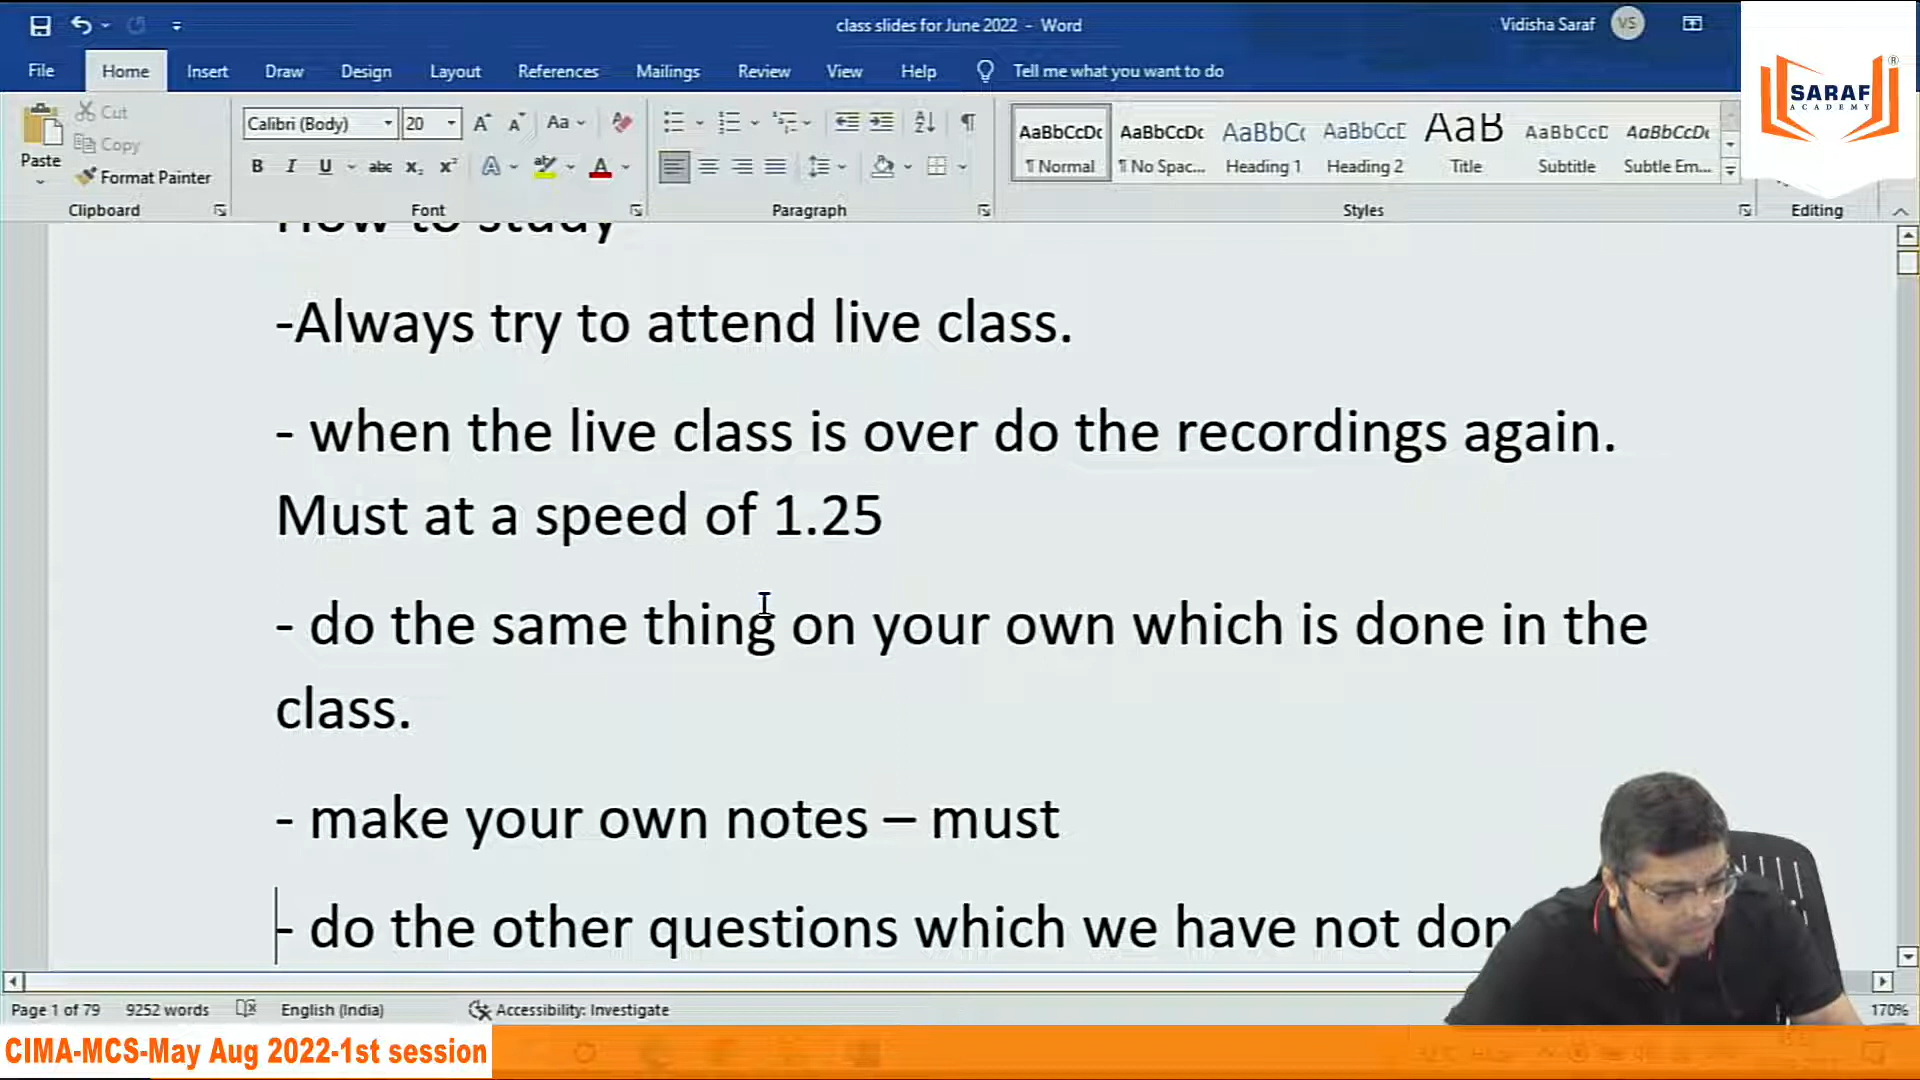 class slides for June 2022 - Word
Vidisha Saraf
VS
File Home Insert Draw Design Layout References Mailings Review View Help Tell me what you want to do
SARAF
ACADEMY
®
Paste
Cut
Copy
Format Painter
Clipboard
Calibri (Body) 20
Aa
B I U abc X₂ X² A ab A
Font
Paragraph
AaBbCcDc AaBbCcDc AaBbC AaBbCcD AaB AaBbCcD AaBbCcDc
¶ Normal ¶ No Spac... Heading 1 Heading 2 Title Subtitle Subtle Em...
Styles
Editing
How to study
-Always try to attend live class.
- when the live class is over do the recordings again.
Must at a speed of 1.25
- do the same thing on your own which is done in the
class.
- make your own notes – must
- do the other questions which we have not don
Page 1 of 79 9252 words English (India) Accessibility: Investigate 170%
CIMA-MCS-May Aug 2022-1st session